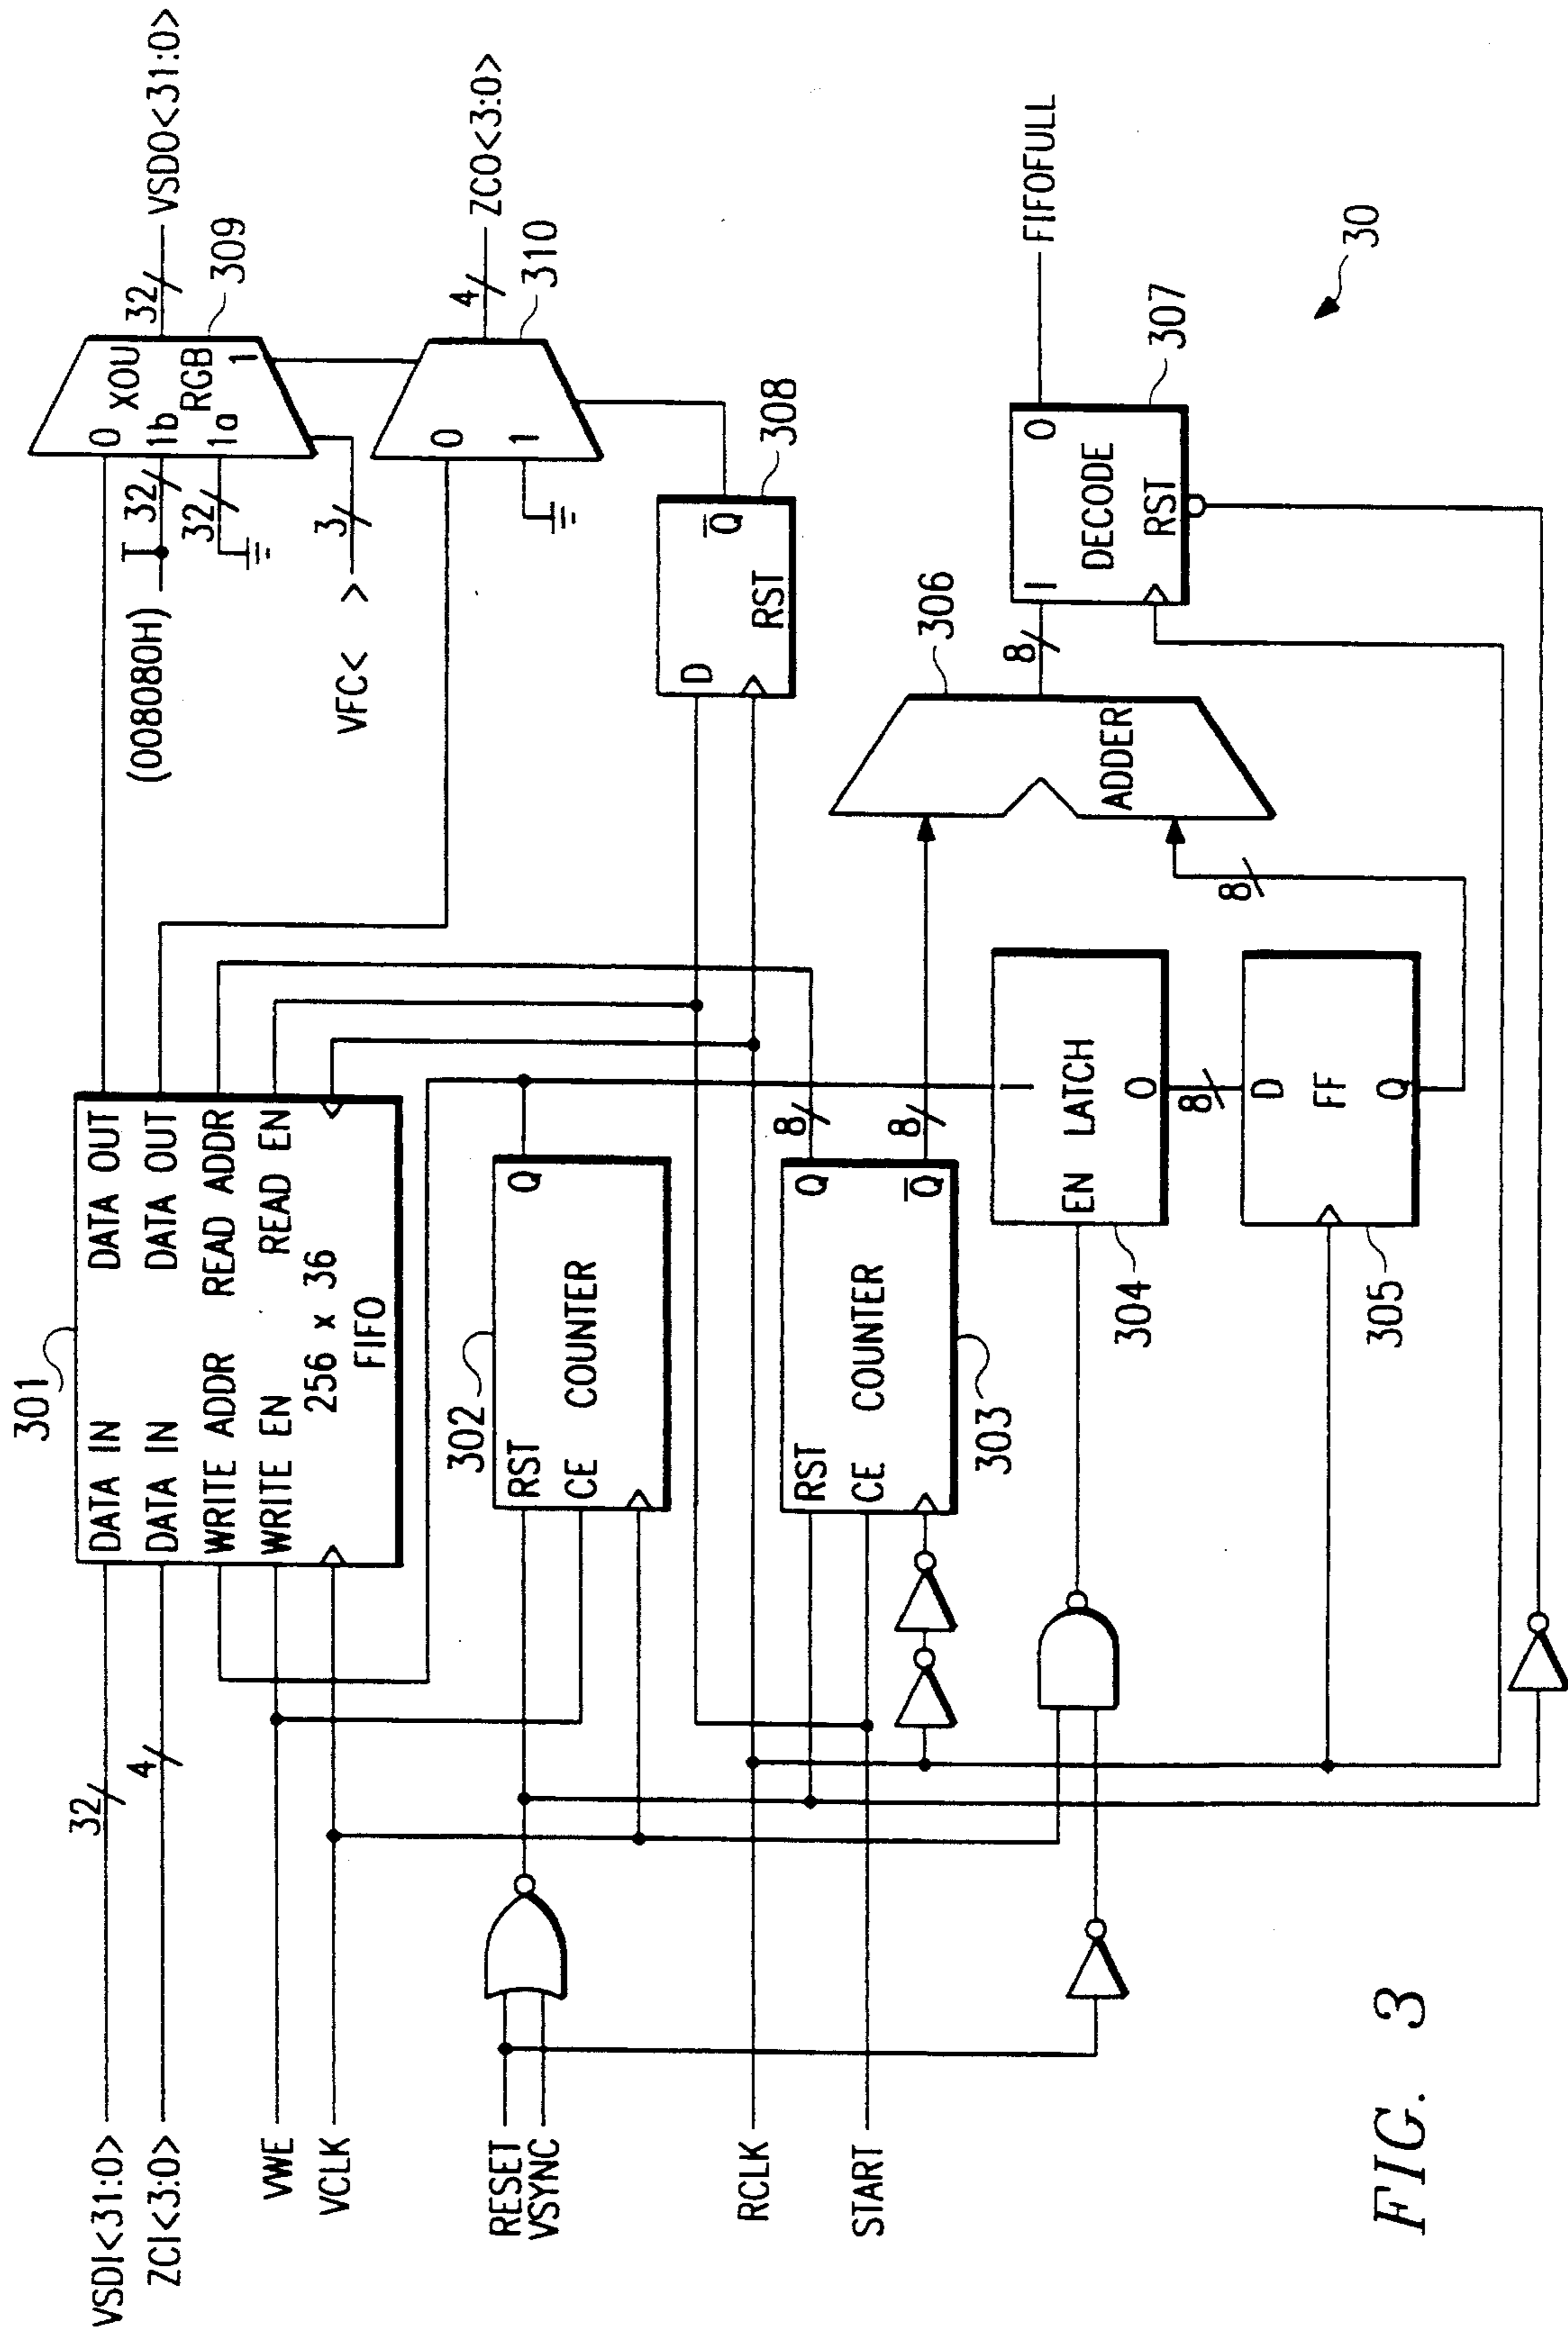 VSDI<31:0>
ZCI<3:0>
VWE
VCLK
RESET
VSYNC
RCLK
START
32
4
301
DATA IN
DATA IN
WRITE ADDR
WRITE EN
DATA OUT
DATA OUT
READ ADDR
READ EN
256 x 36
FIFO
302
RST
CE
COUNTER
Q
303
RST
CE
COUNTER
Q
Q̅
8
8
EN
LATCH
I
O
304
8
D
FF
Q
305
8
ADDER
306
8
I
DECODE
O
RST
307
FIFOFULL
D
Q̅
RST
308
(008080H)
32
32
3
VFC< >
0
XOU
1b
RGB
1a
1
309
32
VSDO<31:0>
0
1
310
4
ZCO<3:0>
30
FIG. 3